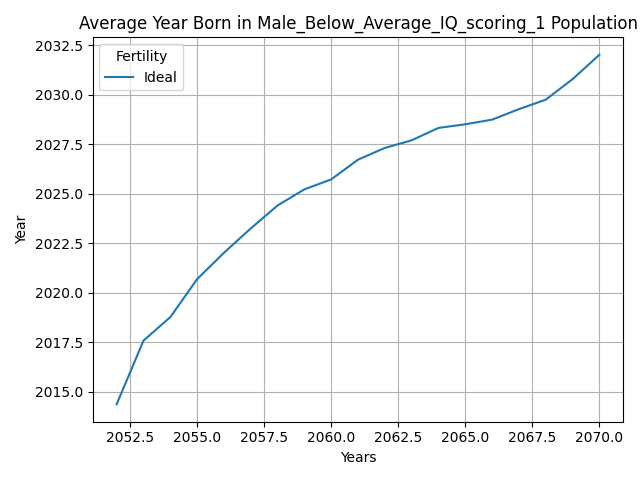 Average Year Born in Male_Below_Average_IQ_scoring_1 Population
2032.5
2030.0
2027.5
2025.0
2022.5
2020.0
2017.5
2015.0
Year
Fertility
Ideal
2052.5 2055.0 2057.5 2060.0 2062.5 2065.0 2067.5 2070.0
Years